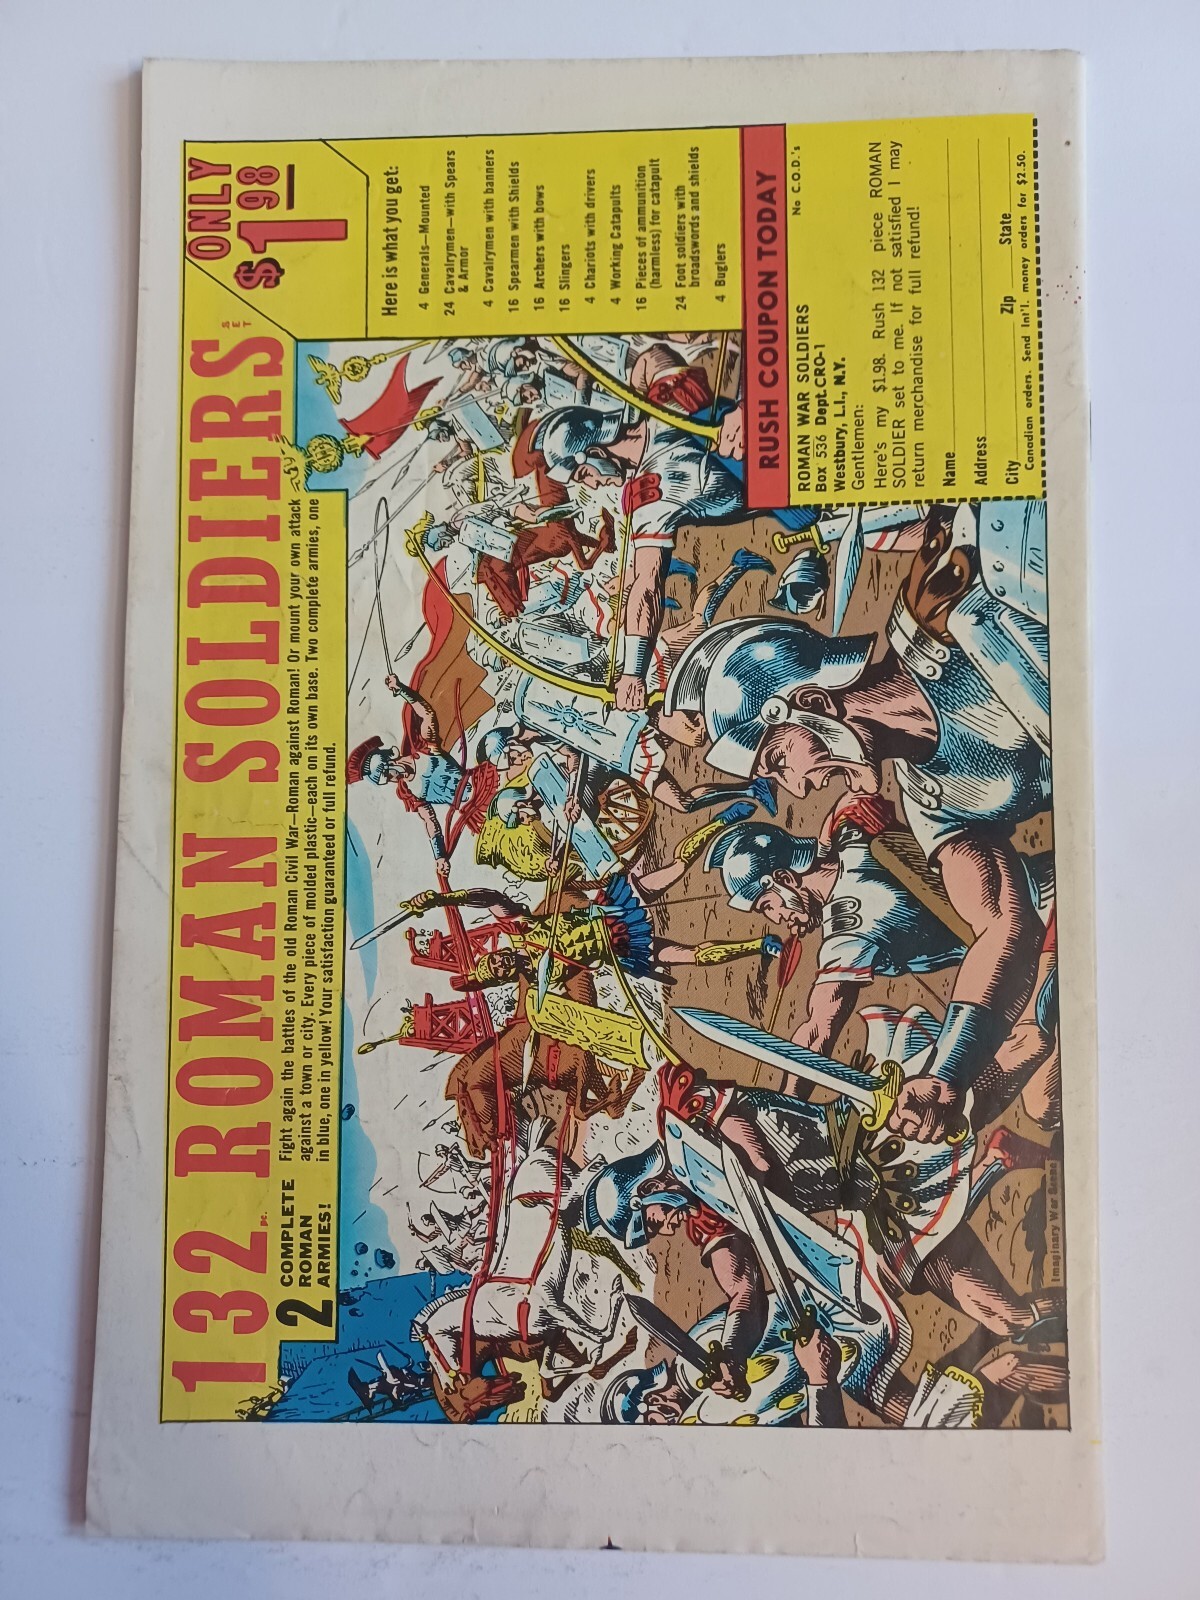 132 pc. ROMAN SOLDIERS SET
ONLY
$1.98
2 COMPLETE
ROMAN
ARMIES!
Fight again the battles of the old Roman Civil War—Roman against Roman! Or mount your own attack
against a town or city. Every piece of molded plastic—each on its own base. Two complete armies, one
in blue, one in yellow! Your satisfaction guaranteed or full refund.
Here is what you get:
4 Generals—Mounted
24 Cavalrymen—with Spears
& Armor
4 Cavalrymen with banners
16 Spearmen with Shields
16 Archers with bows
16 Slingers
4 Chariots with drivers
4 Working Catapults
16 Pieces of ammunition
(harmless) for catapult
24 Foot soldiers with
broadswords and shields
4 Buglers
RUSH COUPON TODAY
ROMAN WAR SOLDIERS
No C.O.D.'s
Box 536 Dept.CRO-1
Westbury, L.I., N.Y.
Gentlemen:
Here's my $1.98. Rush 132 piece ROMAN
SOLDIER set to me. If not satisfied I may
return merchandise for full refund!
Name
Address
City Zip State
Canadian orders. Send Int'l. money orders for $2.50.
Imaginary War Scene